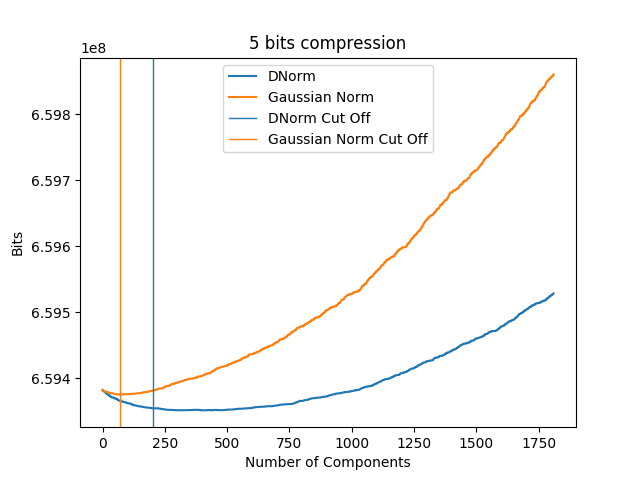 5 bits compression
1e8
DNorm
Gaussian Norm
DNorm Cut Off
Gaussian Norm Cut Off
6.598
6.597
6.596
6.595
6.594
Bits
0 250 500 750 1000 1250 1500 1750
Number of Components